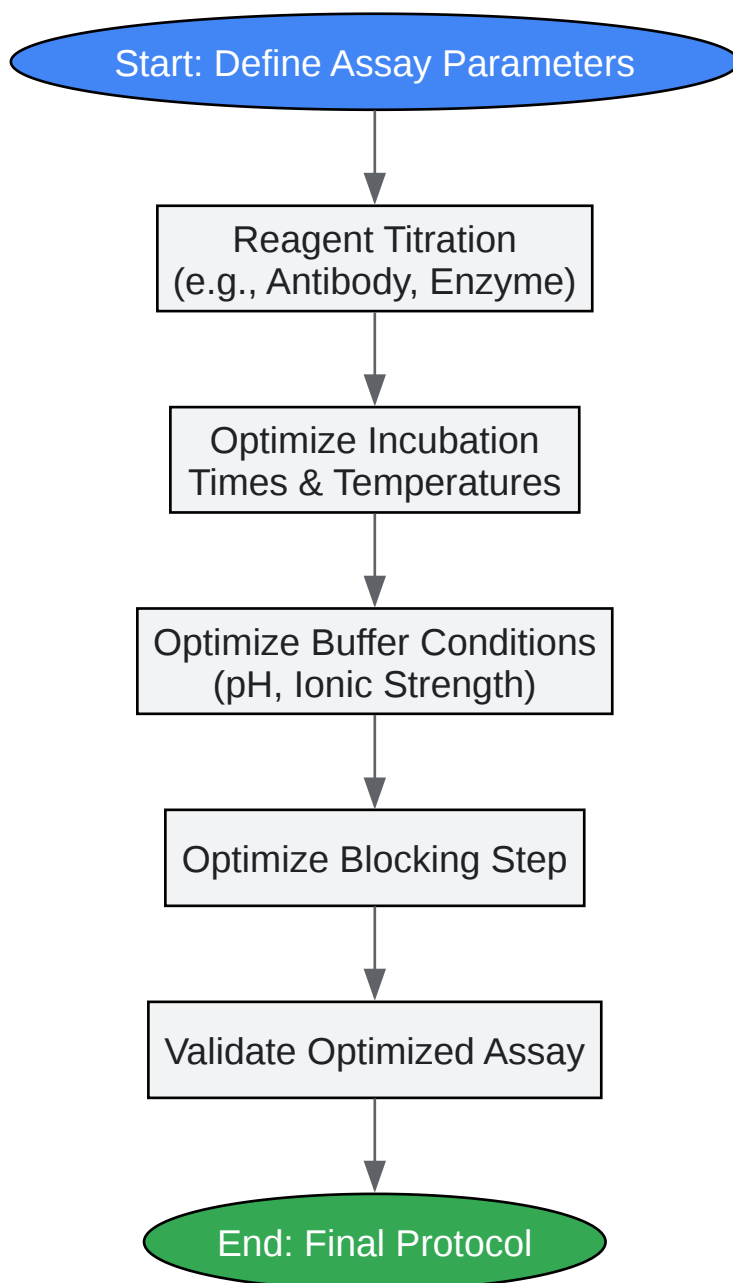 Start: Define Assay Parameters
Reagent Titration
(e.g., Antibody, Enzyme)
Optimize Incubation
Times & Temperatures
Optimize Buffer Conditions
(pH, Ionic Strength)
Optimize Blocking Step
Validate Optimized Assay
End: Final Protocol